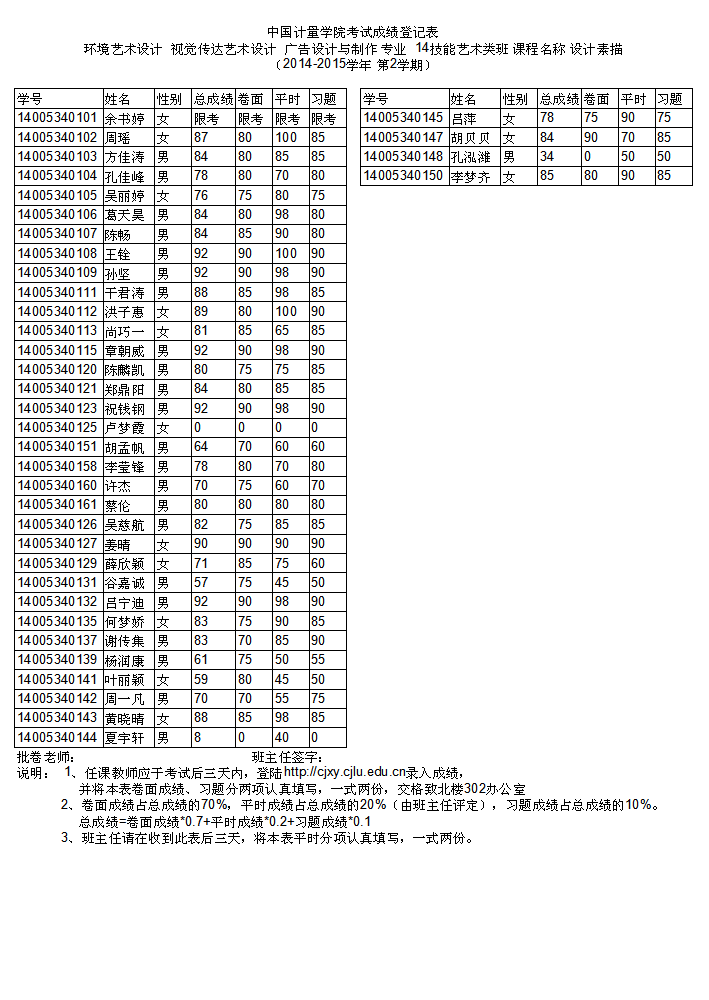 中国计量学院考试成绩登记表
环境艺术设计 视觉传达艺术设计 广告设计与制作 专业 14技能艺术类班 课程名称 设计素描
（2014-2015学年 第2学期）
学号 姓名 性别 总成绩 卷面 平时 习题 学号 姓名 性别 总成绩 卷面 平时 习题
14005340101 余书婷 女 限考 限考 限考 限考 14005340145 吕萍 女 78 75 90 75
14005340102 周瑶 女 87 80 100 85 14005340147 胡贝贝 女 84 90 70 85
14005340103 方佳涛 男 84 80 85 85 14005340148 孔泓潍 男 34 0 50 50
14005340104 孔佳峰 男 78 80 70 80 14005340150 李梦齐 女 85 80 90 85
14005340105 吴丽婷 女 76 75 80 75
14005340106 葛天昊 男 84 80 98 80
14005340107 陈畅 男 84 85 90 80
14005340108 王铨 男 92 90 100 90
14005340109 孙坚 男 92 90 98 90
14005340111 干君涛 男 88 85 98 85
14005340112 洪子惠 女 89 80 100 90
14005340113 尚巧一 女 81 85 65 85
14005340115 章朝威 男 92 90 98 90
14005340120 陈麟凯 男 80 75 75 85
14005340121 郑鼎阳 男 84 80 85 85
14005340123 祝钱钢 男 92 90 98 90
14005340125 卢梦霞 女 0 0 0 0
14005340151 胡孟帆 男 64 70 60 60
14005340158 李莹锋 男 78 80 70 80
14005340160 许杰 男 70 75 60 70
14005340161 蔡伦 男 80 80 80 80
14005340126 吴慈航 男 82 75 85 85
14005340127 姜晴 女 90 90 90 90
14005340129 薛欣颖 女 71 85 75 60
14005340131 谷嘉诚 男 57 75 45 50
14005340132 吕宁迪 男 92 90 98 90
14005340135 何梦娇 女 83 75 90 85
14005340137 谢传集 男 83 70 85 90
14005340139 杨润康 男 61 75 50 55
14005340141 叶丽颖 女 59 80 45 50
14005340142 周一凡 男 70 70 55 75
14005340143 黄晓晴 女 88 85 98 85
14005340144 夏宇轩 男 8 0 40 0
批卷老师： 班主任签字：
说明： 1、任课教师应于考试后三天内，登陆http://cjxy.cjlu.edu.cn录入成绩，
并将本表卷面成绩、习题分两项认真填写，一式两份，交格致北楼302办公室
2、卷面成绩占总成绩的70%，平时成绩占总成绩的20%（由班主任评定），习题成绩占总成绩的10%。
总成绩=卷面成绩*0.7+平时成绩*0.2+习题成绩*0.1
3、班主任请在收到此表后三天，将本表平时分项认真填写，一式两份。